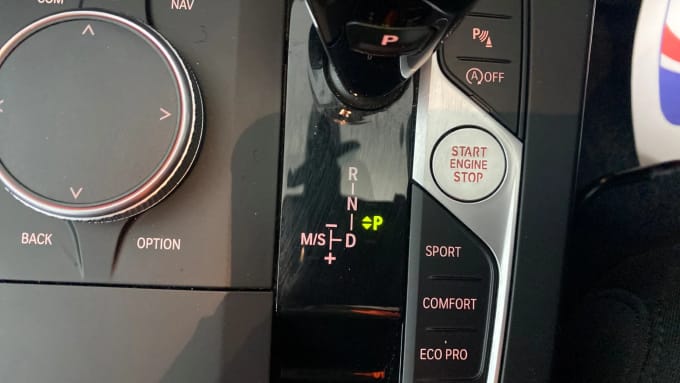 COM
NAV
P
P
OFF
START
ENGINE
STOP
R
N
P
M/S
D
BACK
OPTION
SPORT
COMFORT
ECO PRO